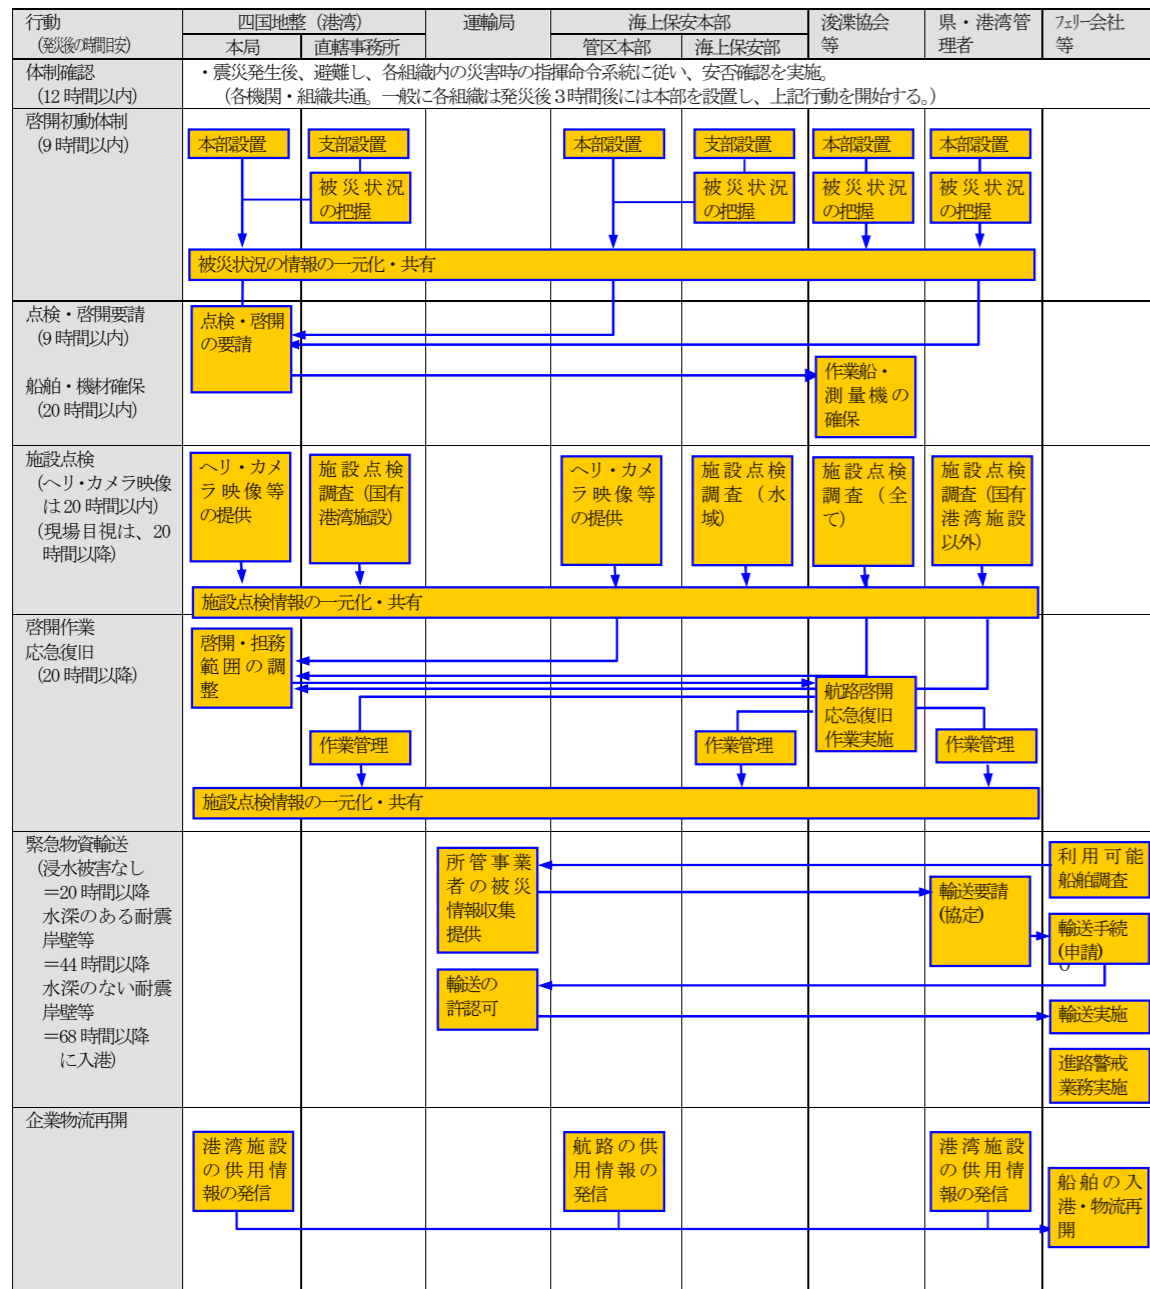 行動
(発災後の時間目安)
四国地整（港湾）
運輸局
海上保安本部
浚渫協会
等
県・港湾管
理者
ﾌｪﾘｰ会社
等
本局
直轄事務所
管区本部
海上保安部
体制確認
(12 時間以内)
・震災発生後、避難し、各組織内の災害時の指揮命令系統に従い、安否確認を実施。
（各機関・組織共通。一般に各組織は発災後３時間後には本部を設置し、上記行動を開始する。）
啓開初動体制
(9 時間以内)
本部設置
支部設置
本部設置
支部設置
本部設置
本部設置
被災状況
の把握
被災状況
の把握
被災状況
の把握
被災状況
の把握
被災状況の情報の一元化・共有
点検・啓開要請
(9 時間以内)
船舶・機材確保
(20 時間以内)
点検・啓開
の要請
作業船・
測量機の
確保
施設点検
(ヘリ・カメラ映像
は 20 時間以内)
(現場目視は、20
時間以降)
ヘリ・カメ
ラ映像等
の提供
施設点検
調査（国有
港湾施設）
ヘリ・カメ
ラ映像等
の提供
施設点検
調査（水
域）
施設点検
調査（全
て）
施設点検
調査（国有
港湾施設
以外）
施設点検情報の一元化・共有
啓開作業
応急復旧
(20 時間以降)
啓開・担務
範囲の調
整
航路啓開
応急復旧
作業実施
作業管理
作業管理
作業管理
施設点検情報の一元化・共有
緊急物資輸送
(浸水被害なし
＝20 時間以降
水深のある耐震
岸壁等
＝44 時間以降
水深のない耐震
岸壁等
＝68 時間以降
に入港)
所管事業
者の被災
情報収集
提供
利用可能
船舶調査
輸送要請
(協定)
輸送手続
(申請)
輸送の
許認可
輸送実施
進路警戒
業務実施
企業物流再開
港湾施設
の供用情
報の発信
航路の供
用情報の
発信
港湾施設
の供用情
報の発信
船舶の入
港・物流再
開